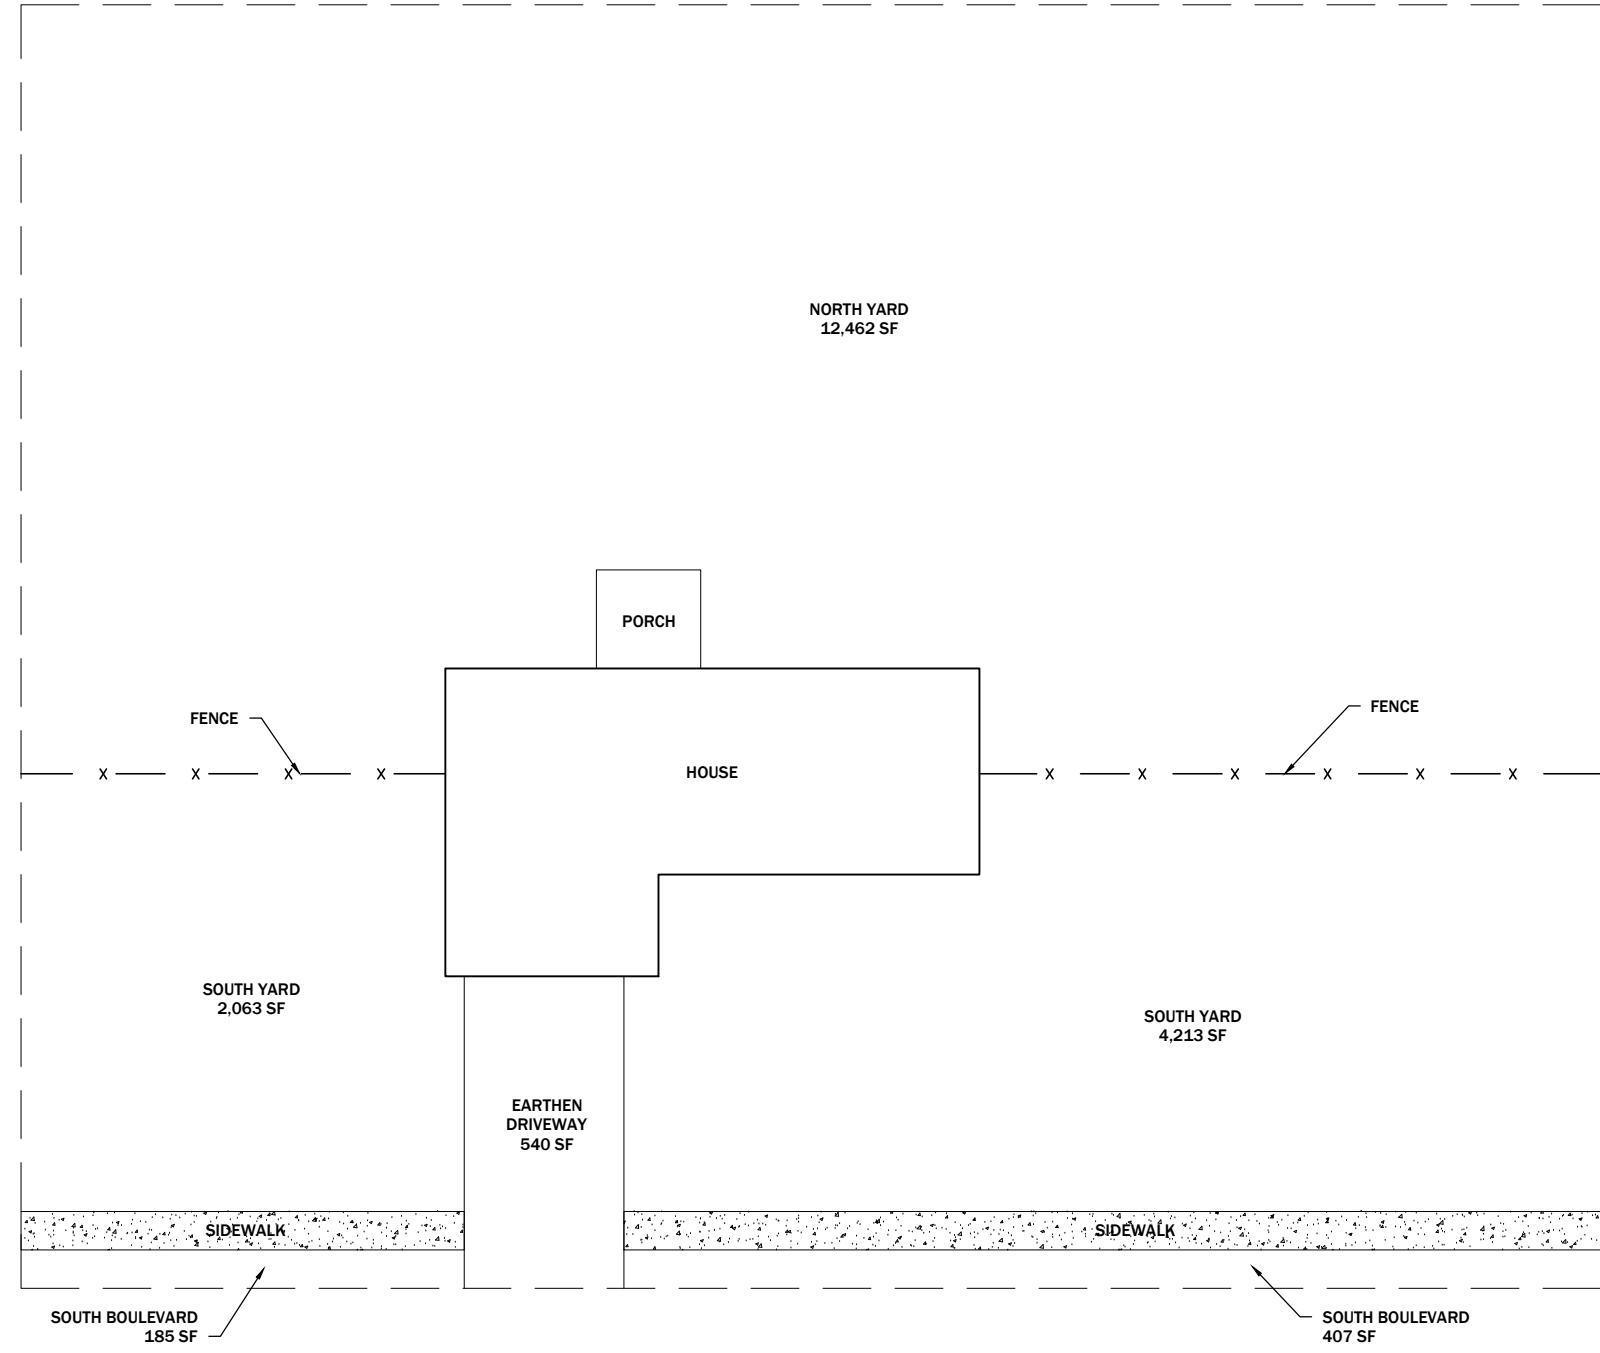 NORTH YARD
12,462 SF
PORCH
FENCE
FENCE
HOUSE
SOUTH YARD
2,063 SF
SOUTH YARD
4,213 SF
EARTHEN
DRIVEWAY
540 SF
SIDEWALK
SIDEWALK
SOUTH BOULEVARD
185 SF
SOUTH BOULEVARD
407 SF